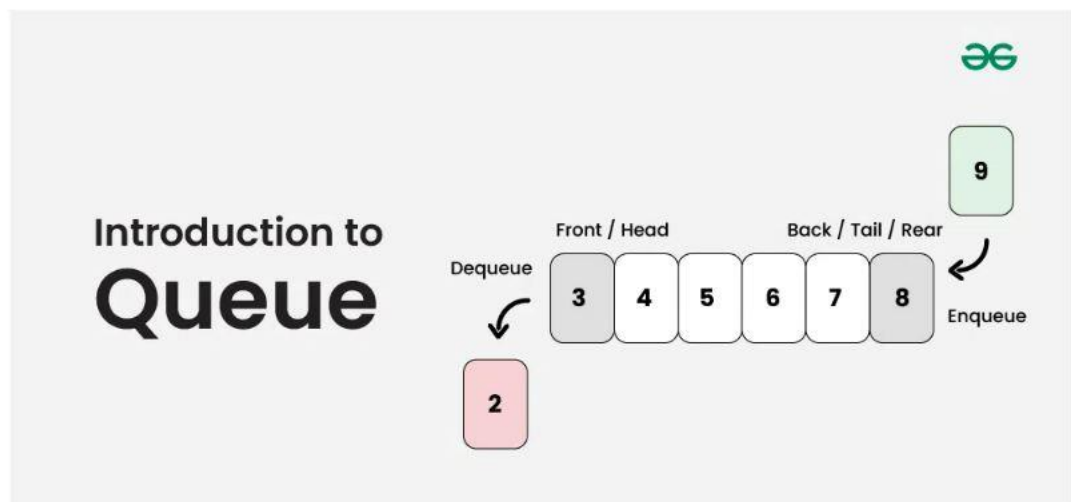 Introduction to
Queue
Front / Head
Back / Tail / Rear
Dequeue
3 4 5 6 7 8
9
Enqueue
2